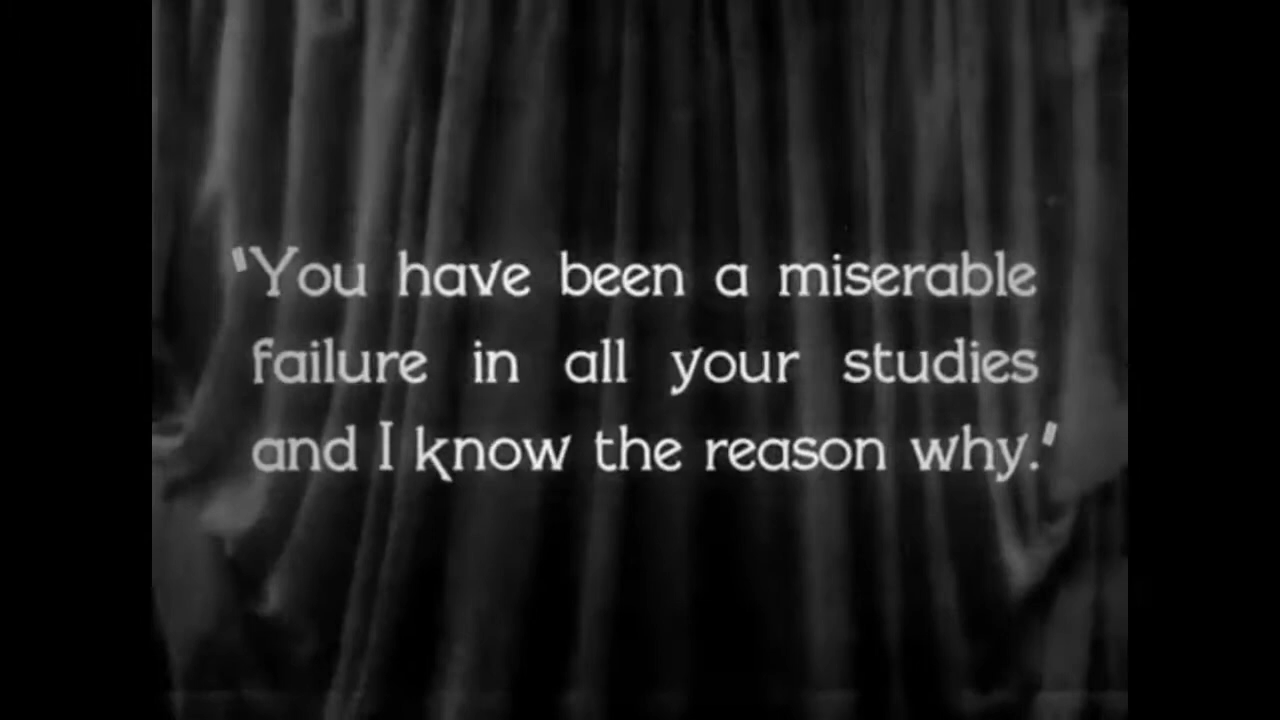 "You have been a miserable
failure in all your studies
and I know the reason why."